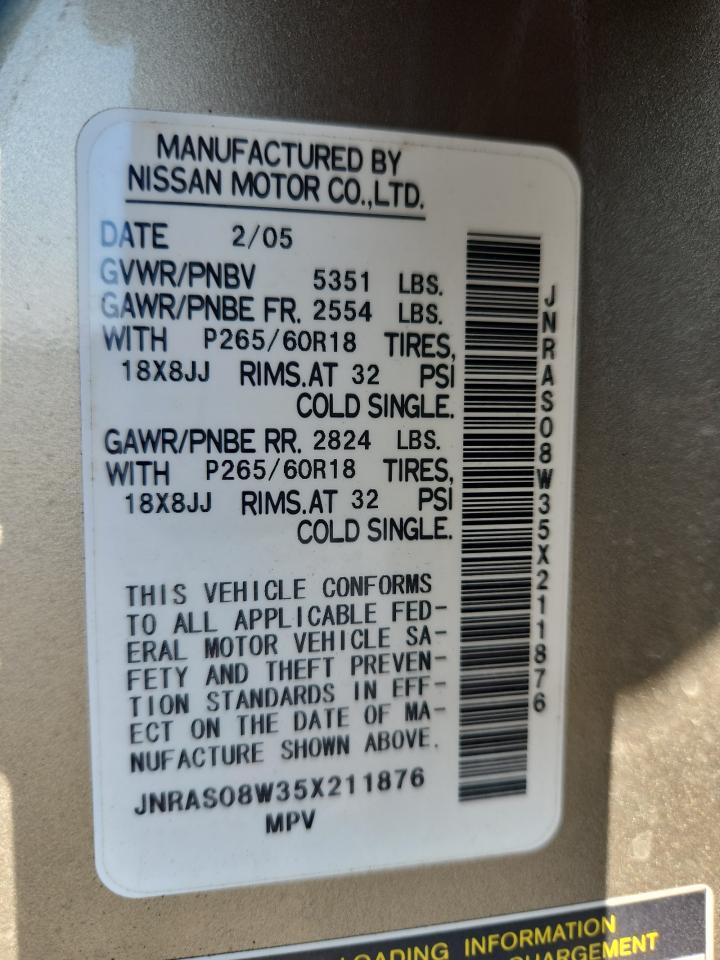 MANUFACTURED BY
NISSAN MOTOR CO.,LTD.
DATE 2/05
GVWR/PNBV 5351 LBS.
GAWR/PNBE FR. 2554 LBS.
WITH P265/60R18 TIRES,
18X8JJ RIMS.AT 32 PSI
COLD SINGLE.
GAWR/PNBE RR. 2824 LBS.
WITH P265/60R18 TIRES,
18X8JJ RIMS.AT 32 PSI
COLD SINGLE.
THIS VEHICLE CONFORMS
TO ALL APPLICABLE FED-
ERAL MOTOR VEHICLE SA-
FETY AND THEFT PREVEN-
TION STANDARDS IN EFF-
ECT ON THE DATE OF MA-
NUFACTURE SHOWN ABOVE.
JNRAS08W35X211876
MPV
JNRAS08W35X211876
LOADING INFORMATION
CHARGEMENT